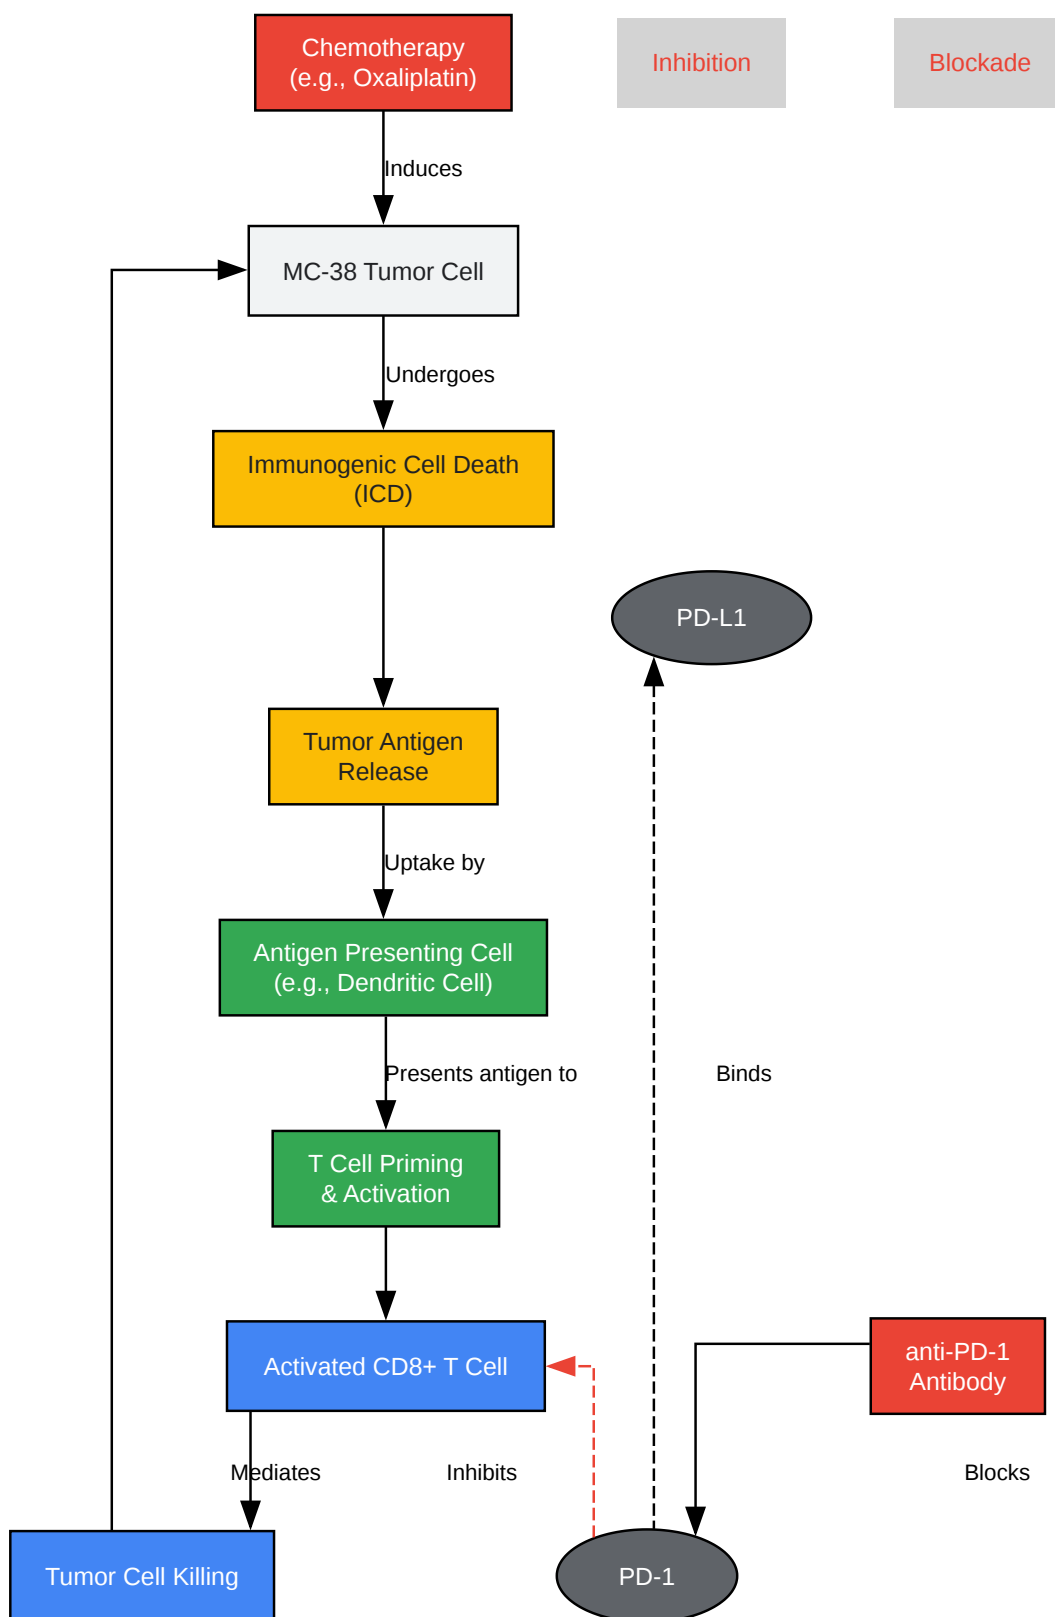 Chemotherapy
(e.g., Oxaliplatin)
Inhibition
Blockade
Induces
MC-38 Tumor Cell
Undergoes
Immunogenic Cell Death
(ICD)
PD-L1
Tumor Antigen
Release
Uptake by
Antigen Presenting Cell
(e.g., Dendritic Cell)
Presents antigen to
Binds
T Cell Priming
& Activation
Activated CD8+ T Cell
anti-PD-1
Antibody
Mediates
Inhibits
Blocks
Tumor Cell Killing
PD-1